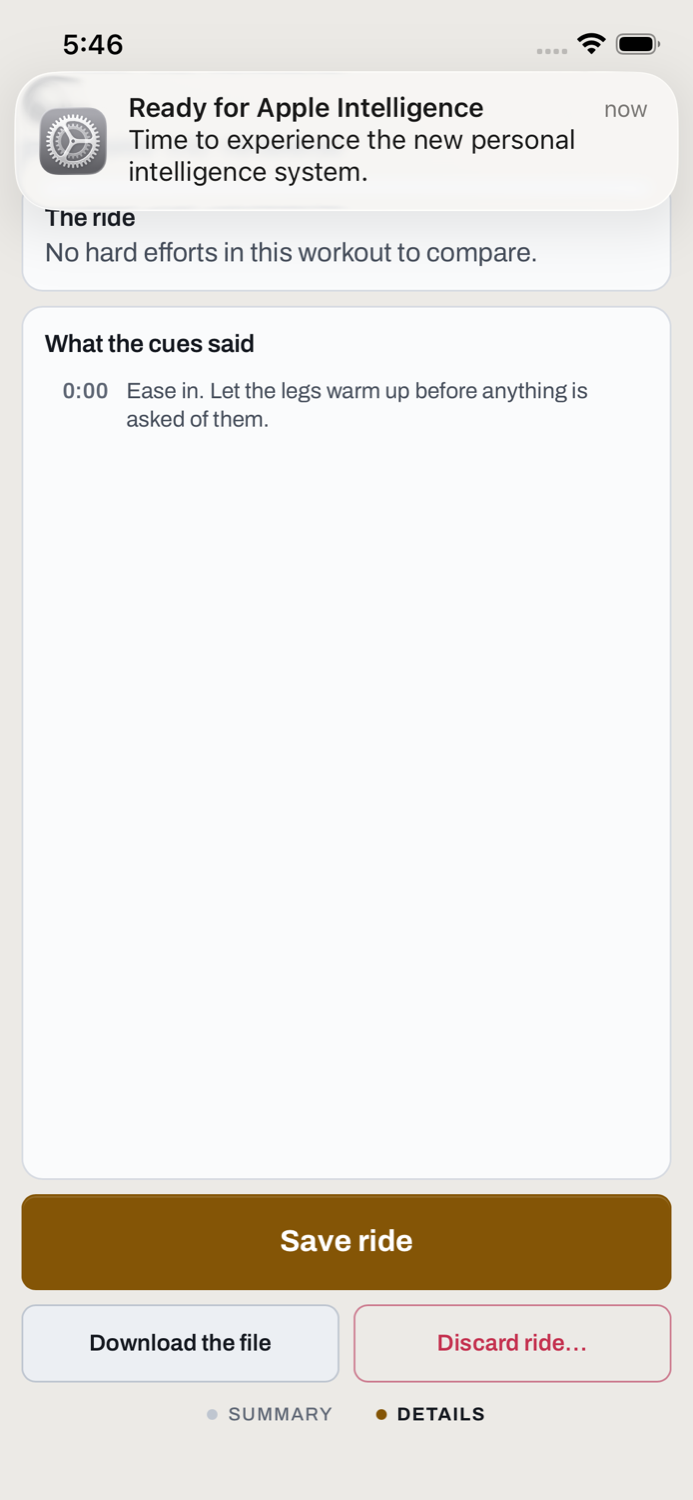 5:46
Ready for Apple Intelligence
now
Time to experience the new personal
intelligence system.
The ride
No hard efforts in this workout to compare.
What the cues said
0:00 Ease in. Let the legs warm up before anything is
asked of them.
Save ride
Download the file
Discard ride…
SUMMARY
DETAILS